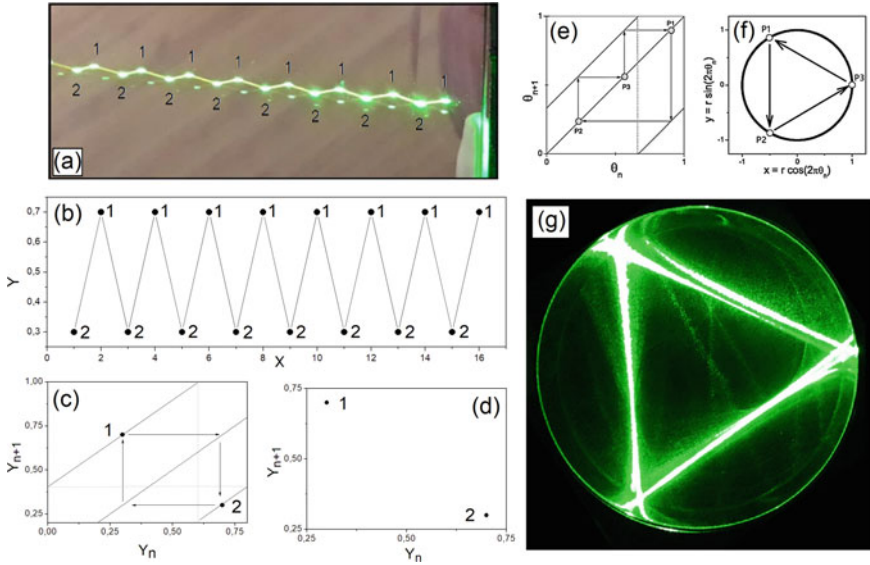 (a)
1 1 1 1 1 1 1 1
2 2 2 2 2 2 2 2
(b)
0,7
0,6
0,5
0,4
0,3
Y
1 1 1 1 1 1 1 1
2 2 2 2 2 2 2 2
0 2 4 6 8 10 12 14 16
X
(c)
1,00
0,75
0,50
0,25
Yn+1
1
2
0,00 0,25 0,50 0,75
Yn
(d)
0,75
0,50
0,25
Yn+1
1
2
0,25 0,50 0,75
Yn
(e)
1
0
θn+1
P1
P3
P2
0 1
θn
(f)
P1
P3
P2
1
0
-1
y = r sin(2πθn)
-1 0 1
x = r cos(2πθn)
(g)